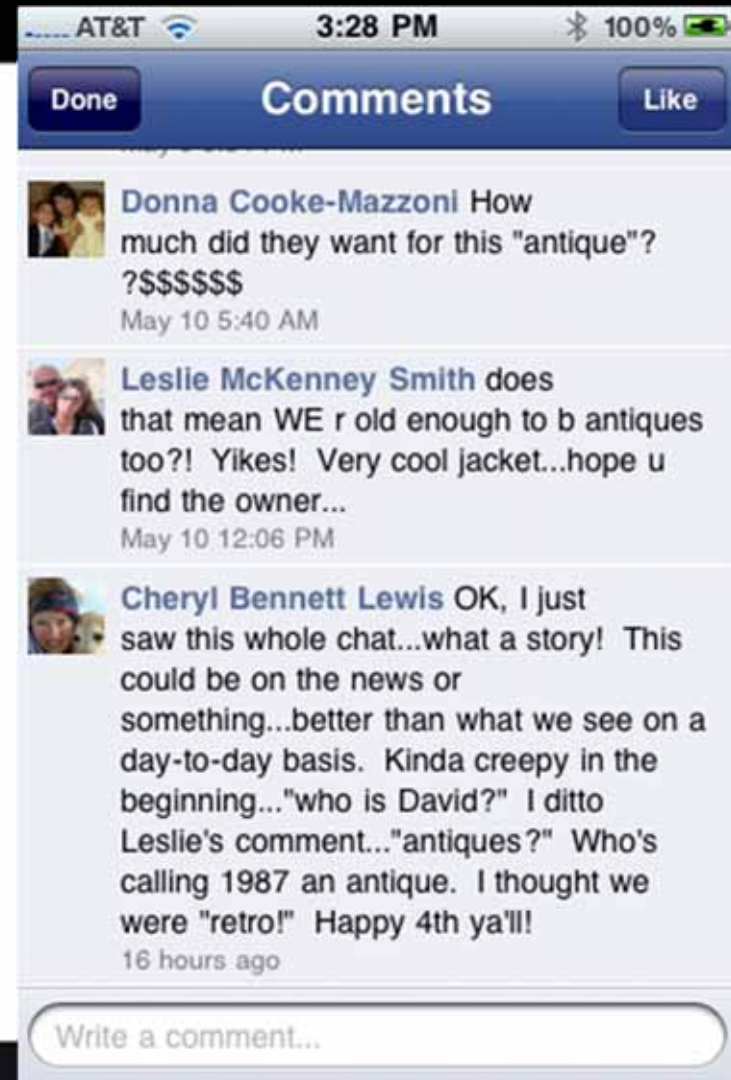 AT&T 3:28 PM 100%
Done Comments Like
Donna Cooke-Mazzoni How
much did they want for this "antique"?
?$$$$$$
May 10 5:40 AM
Leslie McKenney Smith does
that mean WE r old enough to b antiques
too?! Yikes! Very cool jacket...hope u
find the owner...
May 10 12:06 PM
Cheryl Bennett Lewis OK, I just
saw this whole chat...what a story! This
could be on the news or
something...better than what we see on a
day-to-day basis. Kinda creepy in the
beginning..."who is David?" I ditto
Leslie's comment..."antiques?" Who's
calling 1987 an antique. I thought we
were "retro!" Happy 4th ya'll!
16 hours ago
Write a comment...